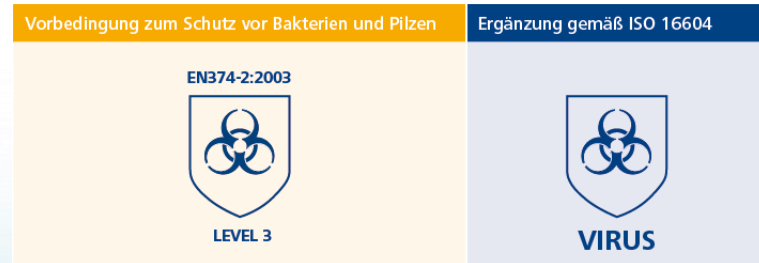 Vorbedingung zum Schutz vor Bakterien und Pilzen
Ergänzung gemäß ISO 16604
EN374-2:2003
LEVEL 3
VIRUS